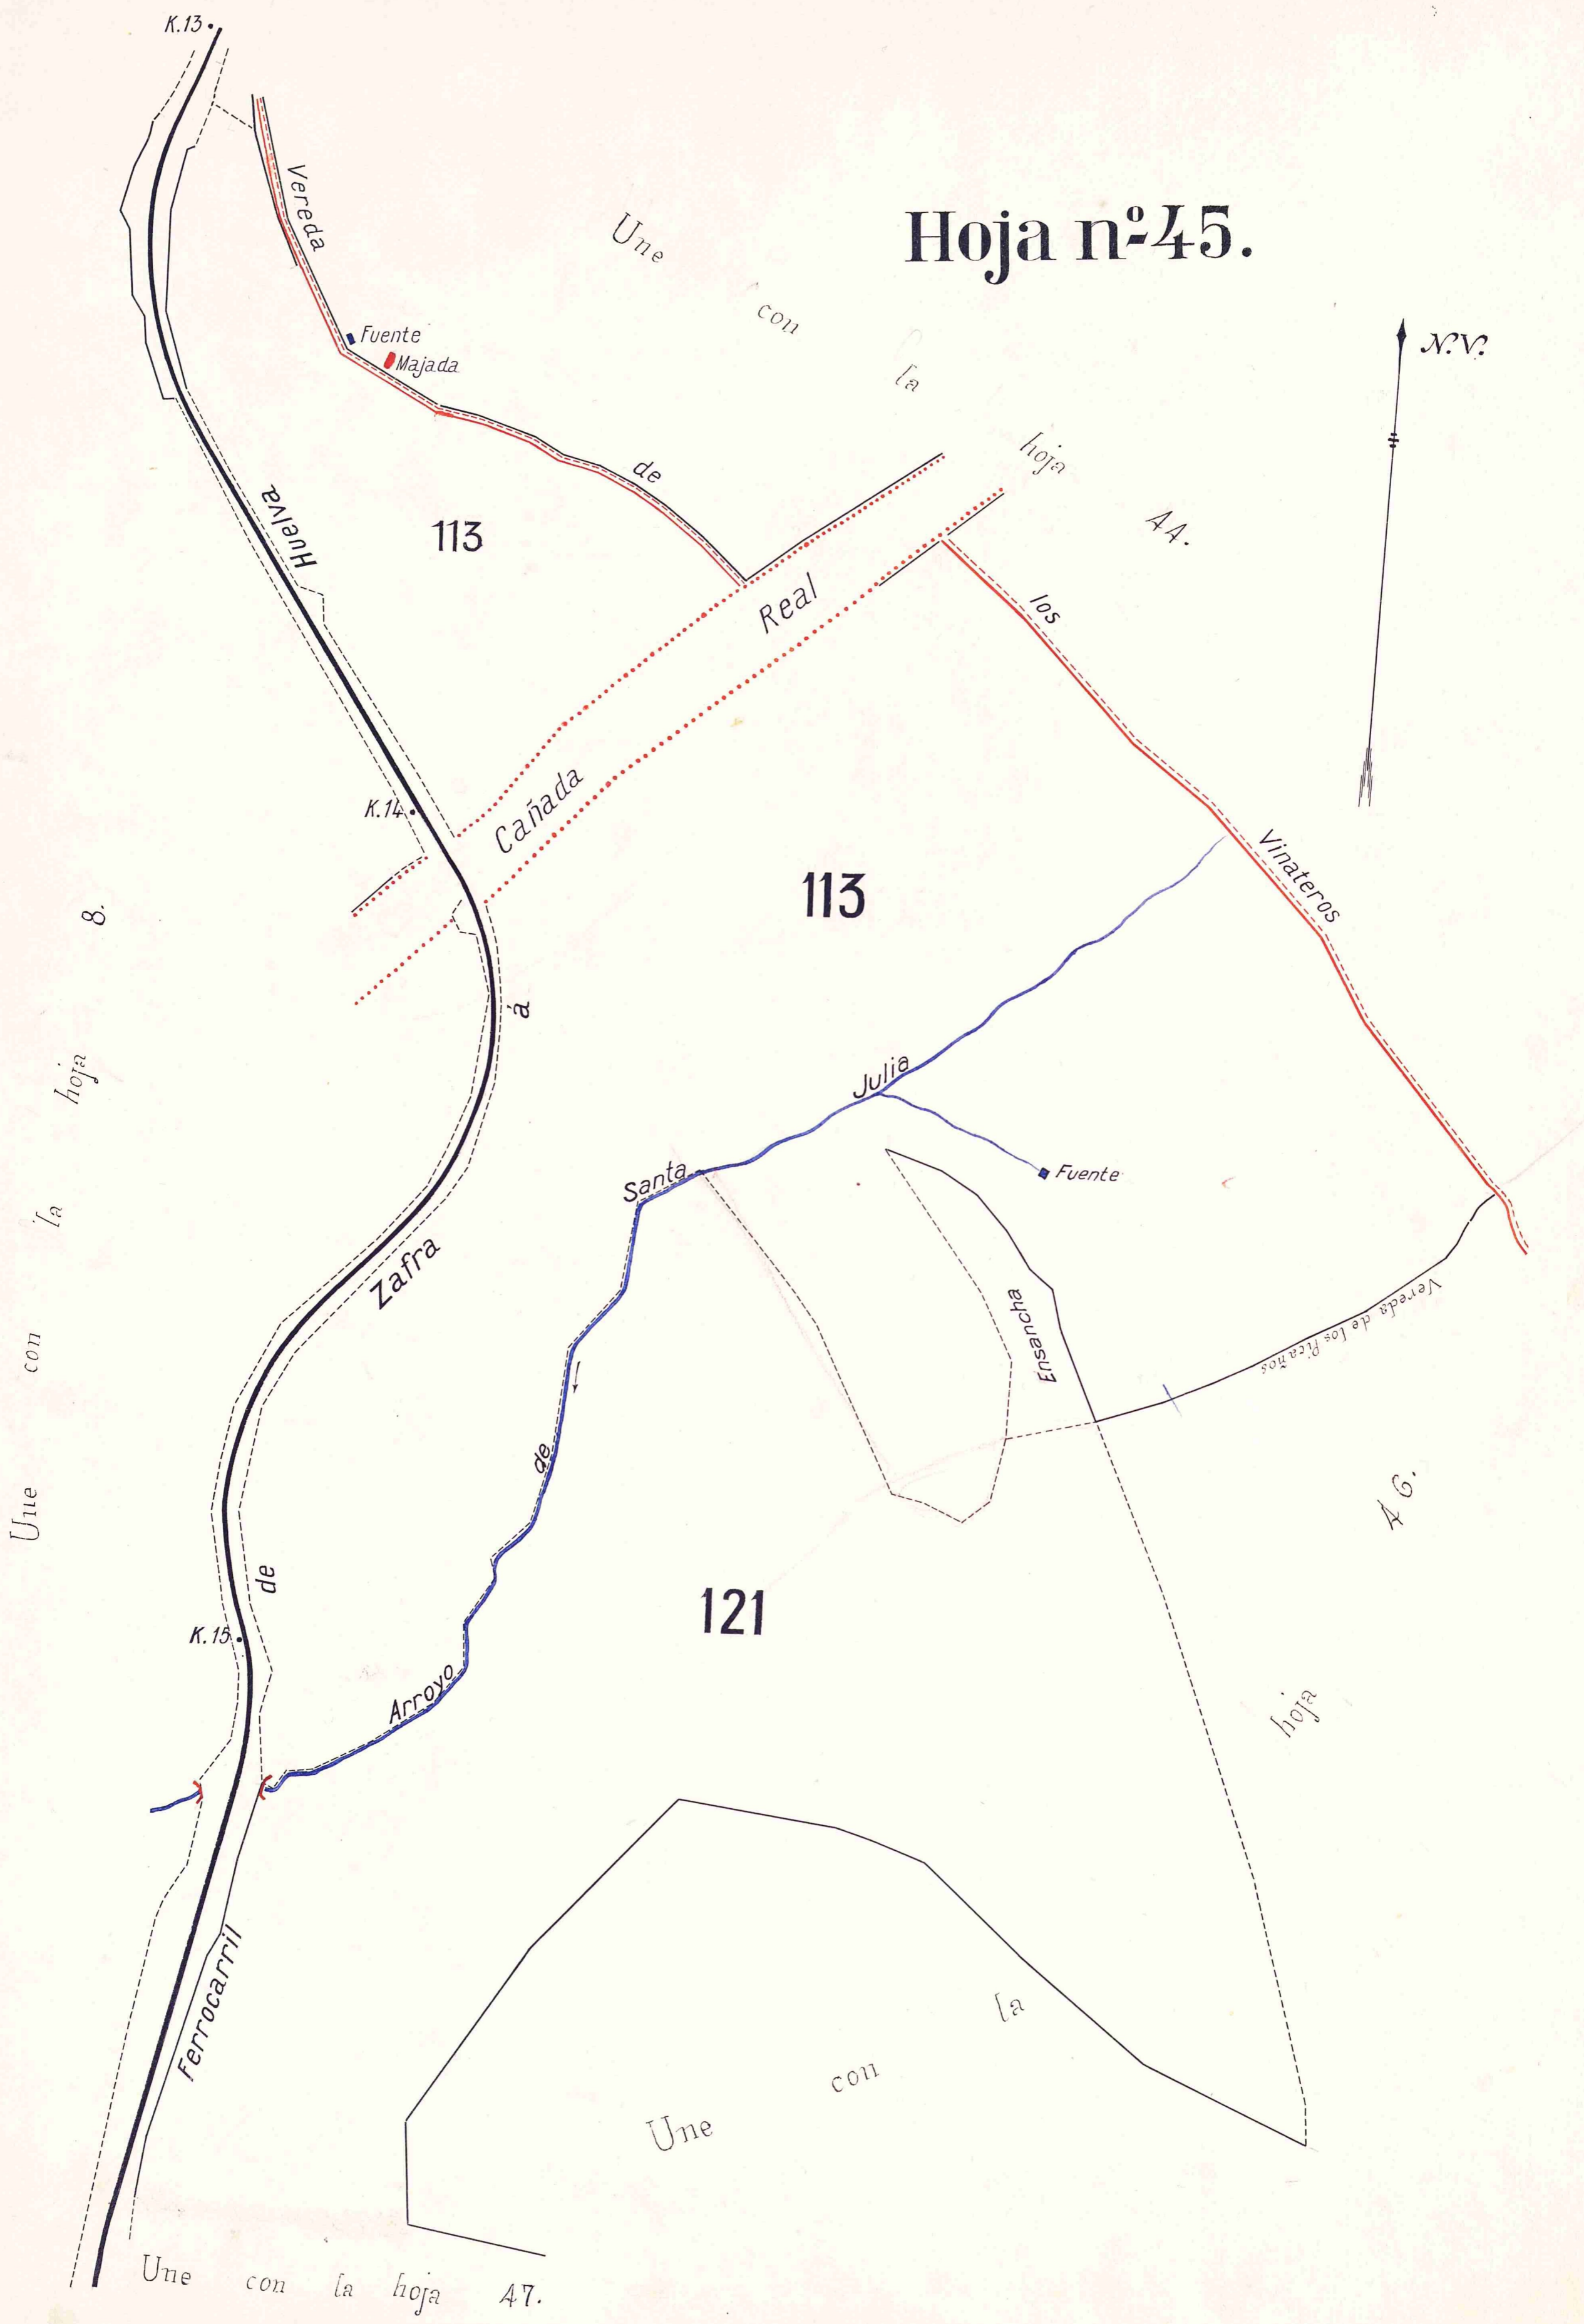 K.13
Hoja nº 45.
Vereda de los Vinateros
Une con la hoja 44.
N.V.
Fuente
Majada
113
Cañada Real
K.14
113
Une con la hoja 8.
Arroyo de Santa Julia
Fuente
Ensancha
Vereda de los Picaños
Une con la hoja 46.
121
K.15
Ferrocarril de Zafra á Huelva
Une con la hoja 47.